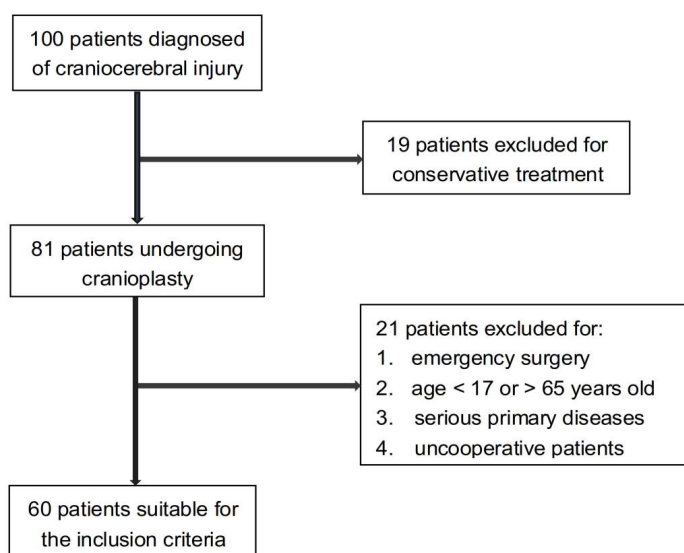 100 patients diagnosed
of craniocerebral injury
19 patients excluded for
conservative treatment
81 patients undergoing
cranioplasty
21 patients excluded for:
1. emergency surgery
2. age < 17 or > 65 years old
3. serious primary diseases
4. uncooperative patients
60 patients suitable for
the inclusion criteria